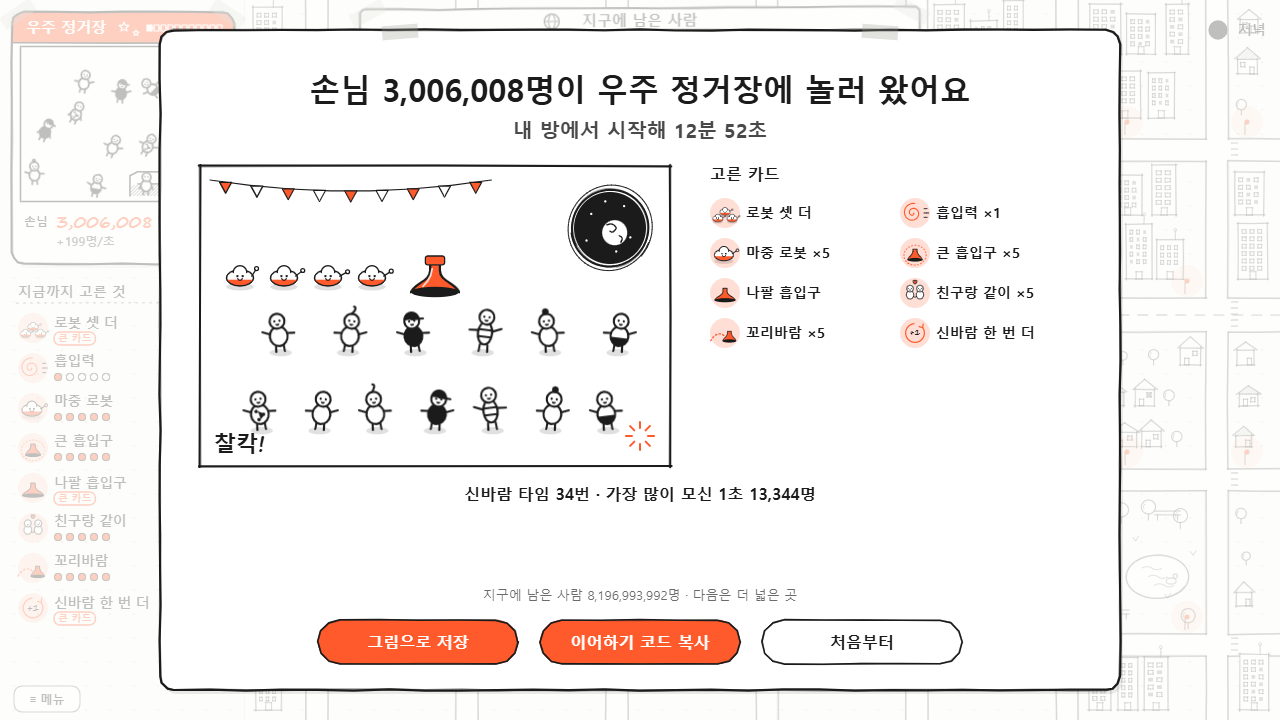 우주 정거장
지구에 남은 사람
저녁
손님 3,006,008명이 우주 정거장에 놀러 왔어요
내 방에서 시작해 12분 52초
고른 카드
로봇 셋 더
흡입력 ×1
마중 로봇 ×5
큰 흡입구 ×5
나팔 흡입구
친구랑 같이 ×5
꼬리바람 ×5
신바람 한 번 더
찰칵!
신바람 타임 34번 · 가장 많이 모신 1초 13,344명
지구에 남은 사람 8,196,993,992명 · 다음은 더 넓은 곳
그림으로 저장
이어하기 코드 복사
처음부터
손님 3,006,008
+199명/초
지금까지 고른 것
로봇 셋 더
큰 카드
흡입력
마중 로봇
큰 흡입구
나팔 흡입구
큰 카드
친구랑 같이
꼬리바람
신바람 한 번 더
큰 카드
≡ 메뉴